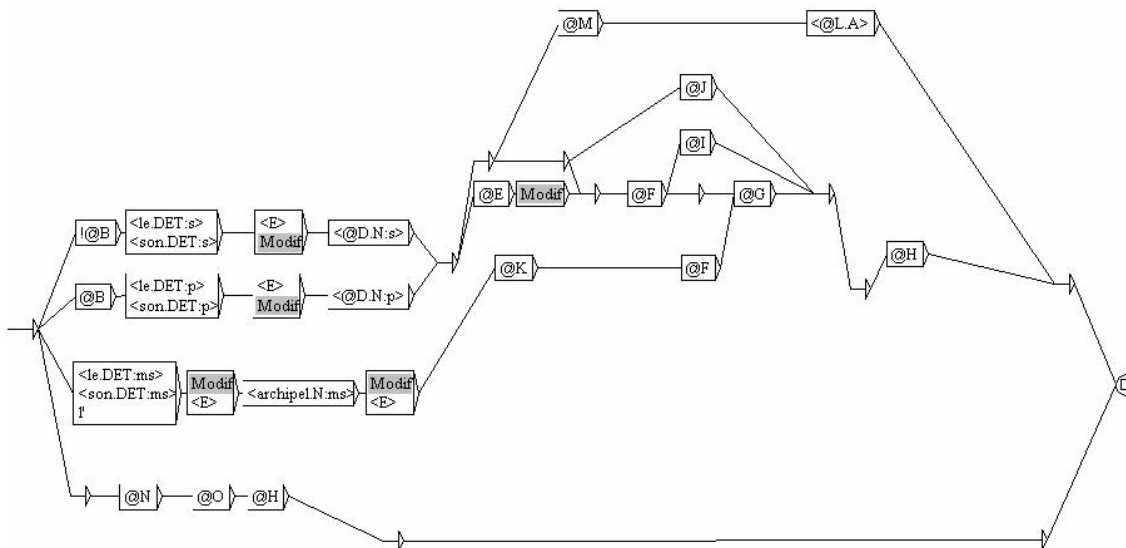 @M
<@L.A>
@J
@I
@E
Modif
@F
@G
!@B
<le.DET:s>
<son.DET:s>
<E>
Modif
<@D.N:s>
@H
@K
@F
@B
<le.DET:p>
<son.DET:p>
<E>
Modif
<@D.N:p>
<le.DET:ms>
<son.DET:ms>
l'
Modif
<E>
<archipel.N:ms>
Modif
<E>
@N
@O
@H